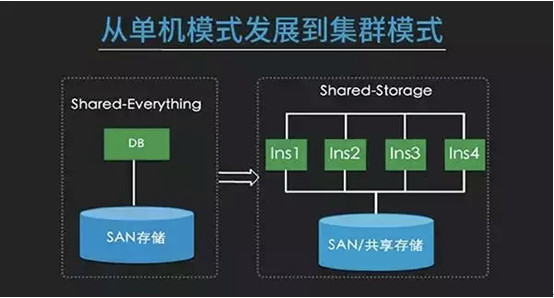 从单机模式发展到集群模式
Shared-Everything
DB
SAN存储
Shared-Storage
Ins1
Ins2
Ins3
Ins4
SAN/共享存储